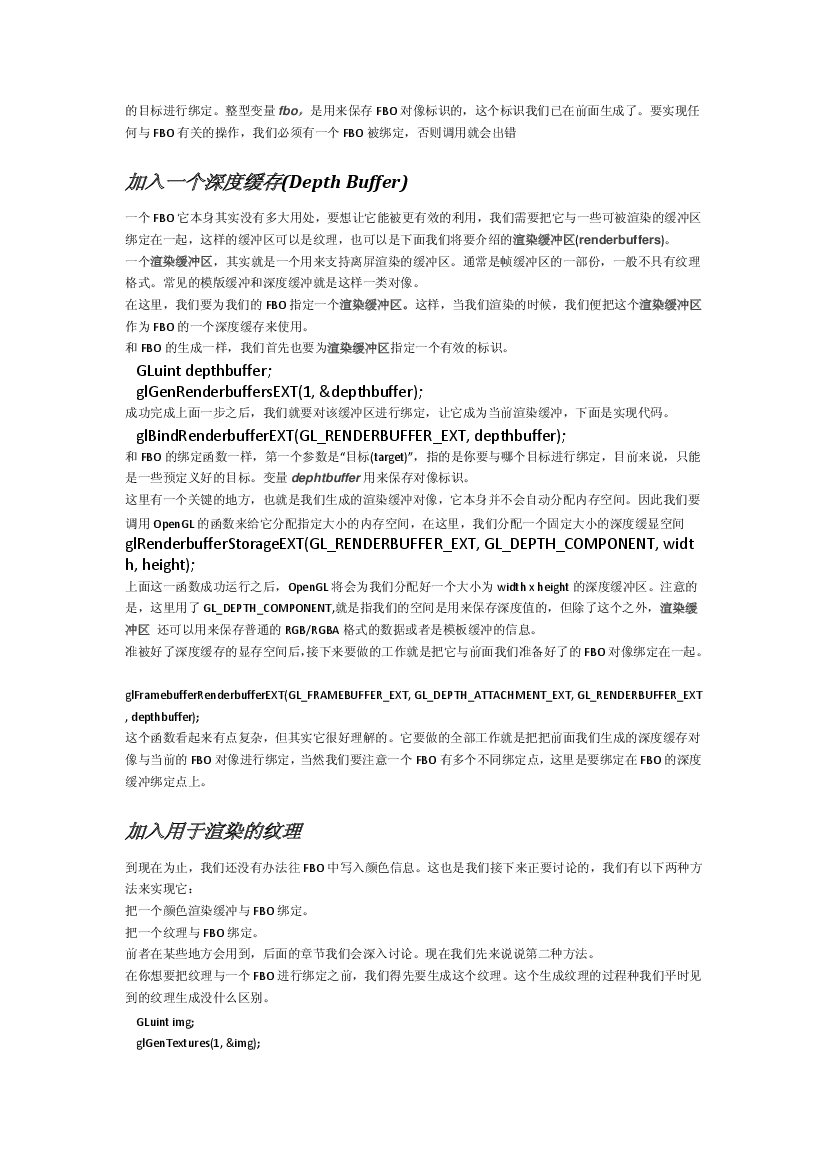 的目标进行绑定。整型变量 fbo，是用来保存 FBO 对像标识的，这个标识我们已在前面生成了。要实现任
何与 FBO 有关的操作，我们必须有一个 FBO 被绑定，否则调用就会出错
加入一个深度缓存(Depth Buffer)
一个 FBO 它本身其实没有多大用处，要想让它能被更有效的利用，我们需要把它与一些可被渲染的缓冲区
绑定在一起，这样的缓冲区可以是纹理，也可以是下面我们将要介绍的渲染缓冲区(renderbuffers)。
一个渲染缓冲区，其实就是一个用来支持离屏渲染的缓冲区。通常是帧缓冲区的一部份，一般不具有纹理
格式。常见的模版缓冲和深度缓冲就是这样一类对像。
在这里，我们要为我们的 FBO 指定一个渲染缓冲区。这样，当我们渲染的时候，我们便把这个渲染缓冲区
作为 FBO 的一个深度缓存来使用。
和 FBO 的生成一样，我们首先也要为渲染缓冲区指定一个有效的标识。
GLuint depthbuffer;
glGenRenderbuffersEXT(1, &depthbuffer);
成功完成上面一步之后，我们就要对该缓冲区进行绑定，让它成为当前渲染缓冲，下面是实现代码。
glBindRenderbufferEXT(GL_RENDERBUFFER_EXT, depthbuffer);
和 FBO 的绑定函数一样，第一个参数是“目标(target)”，指的是你要与哪个目标进行绑定，目前来说，只能
是一些预定义好的目标。变量 dephtbuffer 用来保存对像标识。
这里有一个关键的地方，也就是我们生成的渲染缓冲对像，它本身并不会自动分配内存空间。因此我们要
调用 OpenGL 的函数来给它分配指定大小的内存空间，在这里，我们分配一个固定大小的深度缓显空间
glRenderbufferStorageEXT(GL_RENDERBUFFER_EXT, GL_DEPTH_COMPONENT, widt
h, height);
上面这一函数成功运行之后，OpenGL 将会为我们分配好一个大小为 width x height 的深度缓冲区。注意的
是，这里用了 GL_DEPTH_COMPONENT,就是指我们的空间是用来保存深度值的，但除了这个之外，渲染缓
冲区 还可以用来保存普通的 RGB/RGBA 格式的数据或者是模板缓冲的信息。
准被好了深度缓存的显存空间后,接下来要做的工作就是把它与前面我们准备好了的 FBO 对像绑定在一起。
glFramebufferRenderbufferEXT(GL_FRAMEBUFFER_EXT, GL_DEPTH_ATTACHMENT_EXT, GL_RENDERBUFFER_EXT
, depthbuffer);
这个函数看起来有点复杂，但其实它很好理解的。它要做的全部工作就是把把前面我们生成的深度缓存对
像与当前的 FBO 对像进行绑定，当然我们要注意一个 FBO 有多个不同绑定点，这里是要绑定在 FBO 的深度
缓冲绑定点上。
加入用于渲染的纹理
到现在为止，我们还没有办法往 FBO 中写入颜色信息。这也是我们接下来正要讨论的，我们有以下两种方
法来实现它：
把一个颜色渲染缓冲与 FBO 绑定。
把一个纹理与 FBO 绑定。
前者在某些地方会用到，后面的章节我们会深入讨论。现在我们先来说说第二种方法。
在你想要把纹理与一个 FBO 进行绑定之前，我们得先要生成这个纹理。这个生成纹理的过程种我们平时见
到的纹理生成没什么区别。
GLuint img;
glGenTextures(1, &img);